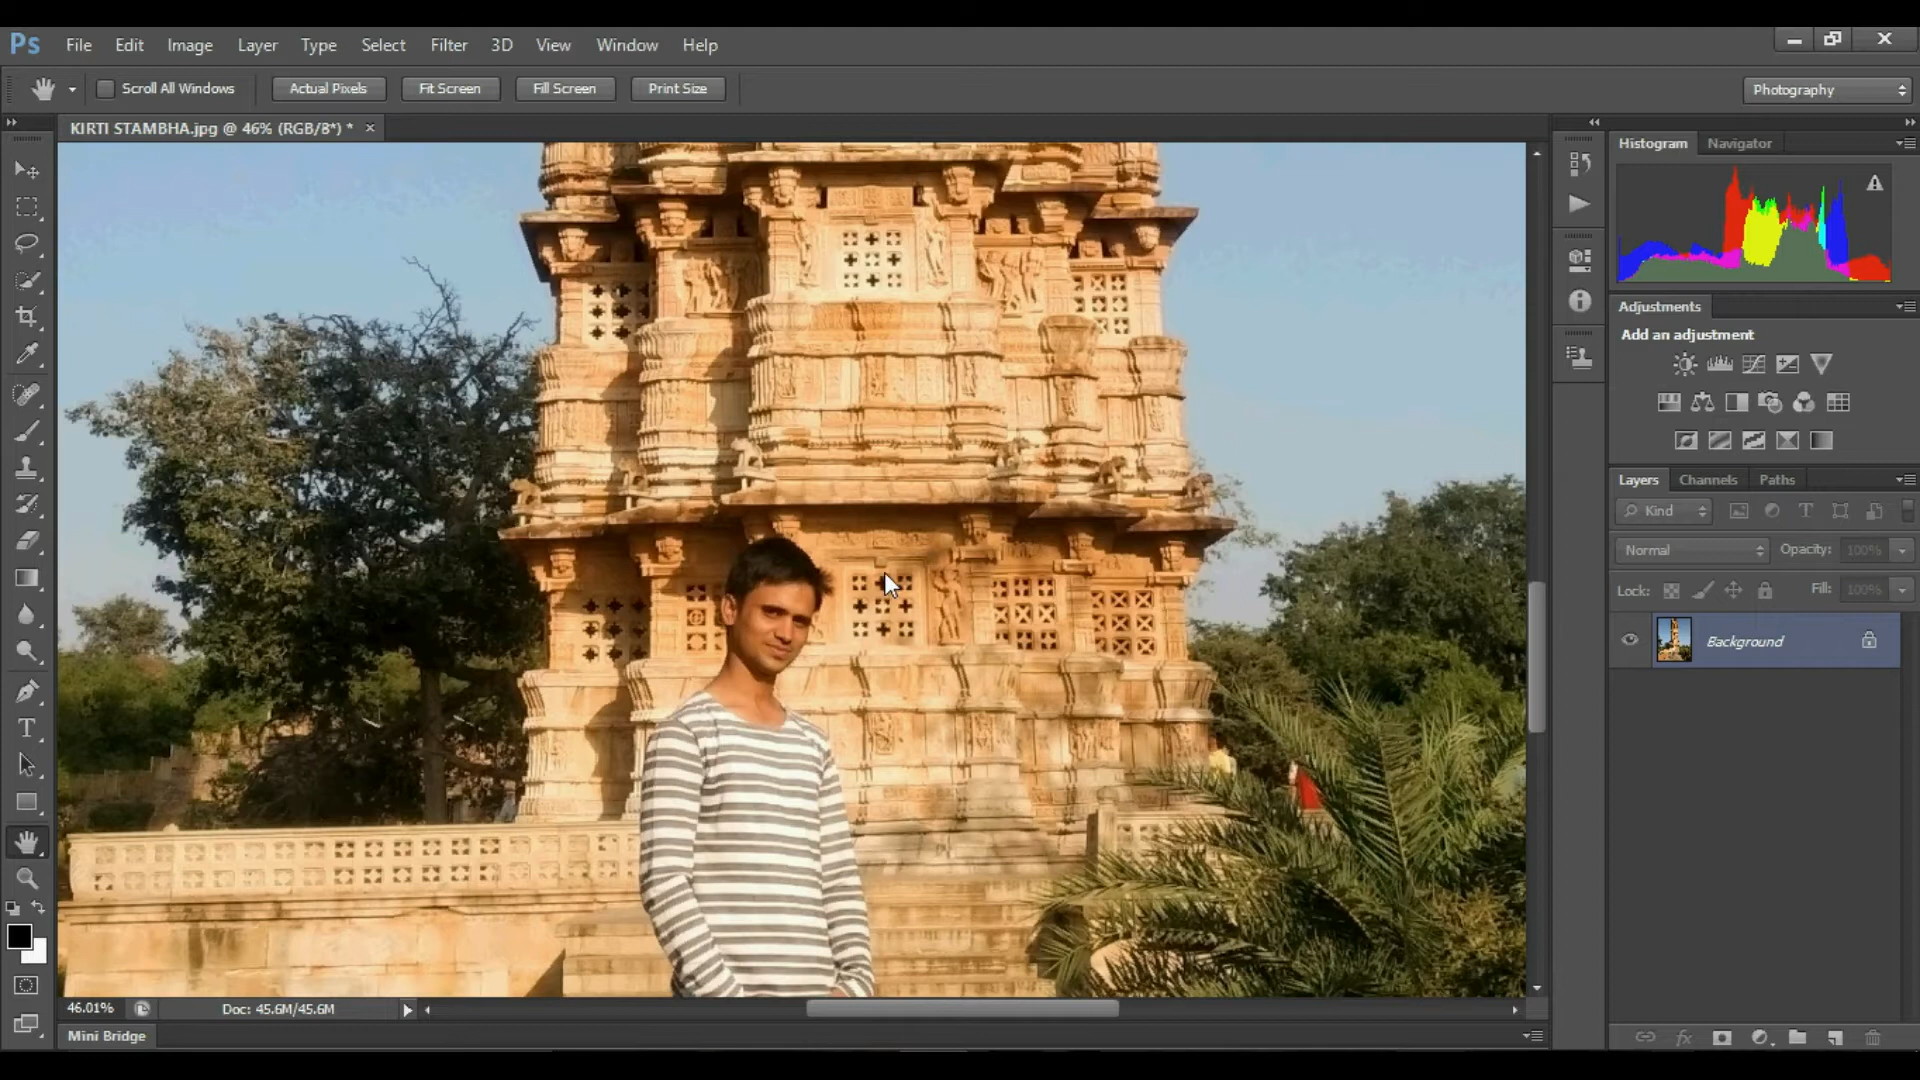 Ps File Edit Image Layer Type Select Filter 3D View Window Help
Scroll All Windows Actual Pixels Fit Screen Fill Screen Print Size Photography
KIRTI STAMBHA.jpg @ 46% (RGB/8*) * ×
Histogram Navigator
Adjustments
Add an adjustment
Layers Channels Paths
Kind
Normal Opacity: 100%
Lock: Fill: 100%
Background
46.01% Doc: 45.6M/45.6M
Mini Bridge